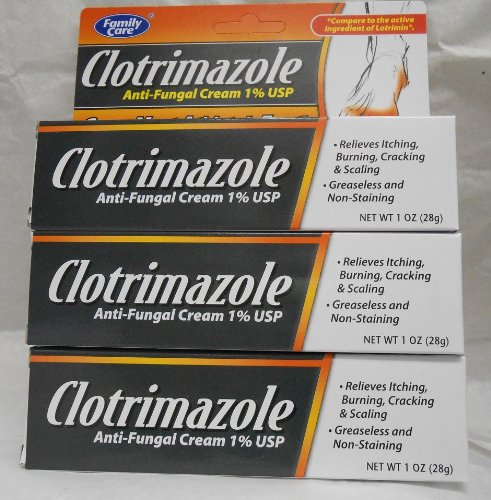 Family
Care®
"Compare to the active
ingredient of Lotrimin®."
Clotrimazole
Anti-Fungal Cream 1% USP
Clotrimazole
Anti-Fungal Cream 1% USP
• Relieves Itching,
Burning, Cracking
& Scaling
• Greaseless and
Non-Staining
NET WT 1 OZ (28g)
Clotrimazole
Anti-Fungal Cream 1% USP
• Relieves Itching,
Burning, Cracking
& Scaling
• Greaseless and
Non-Staining
NET WT 1 OZ (28g)
Clotrimazole
Anti-Fungal Cream 1% USP
• Relieves Itching,
Burning, Cracking
& Scaling
• Greaseless and
Non-Staining
NET WT 1 OZ (28g)